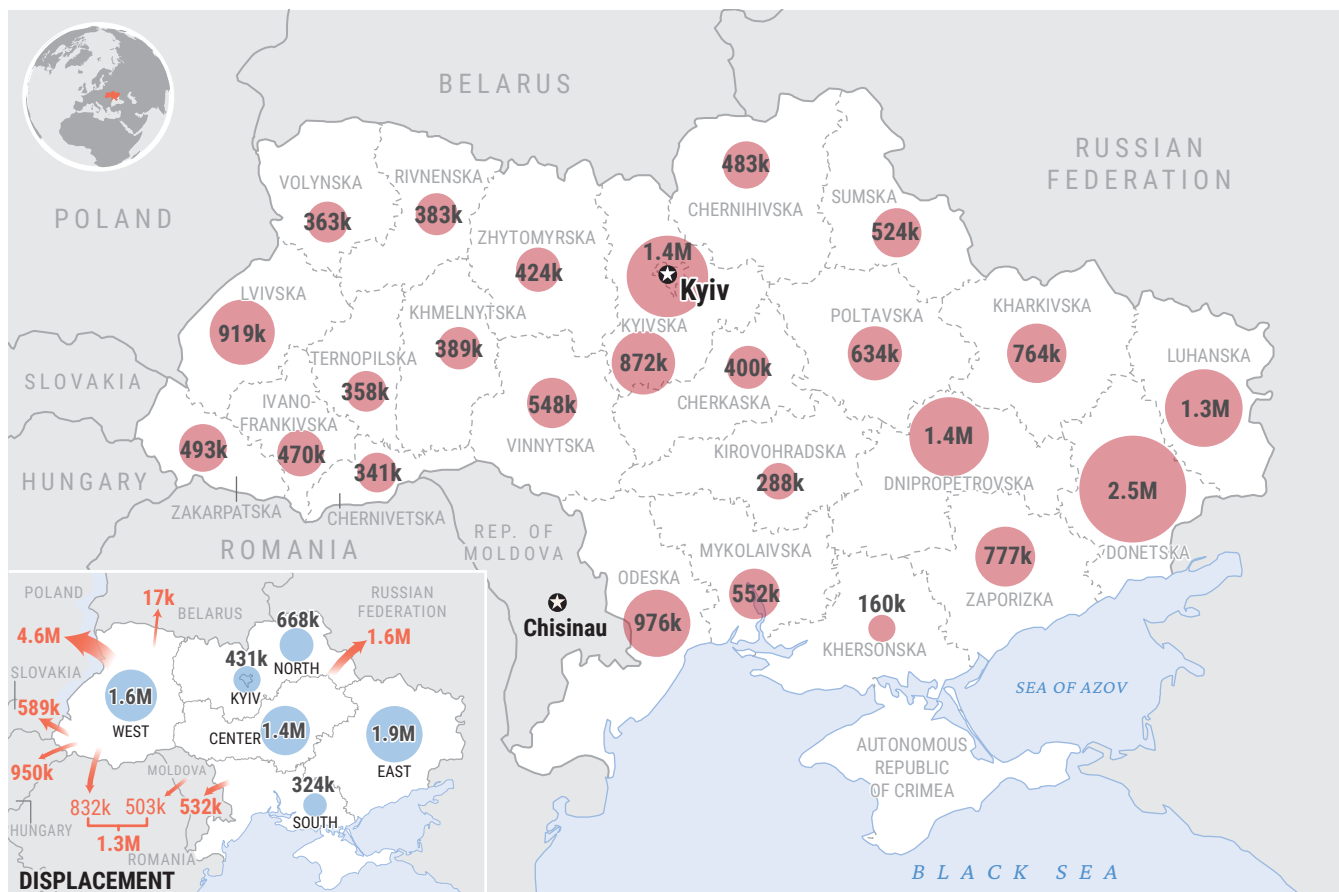 BELARUS
RUSSIAN
FEDERATION
POLAND
SLOVAKIA
HUNGARY
ROMANIA
REP. OF
MOLDOVA
VOLYNSKA
363k
RIVNENSKA
383k
ZHYTOMYRSKA
424k
1.4M
Kyiv
KYIVSKA
872k
483k
CHERNIHIVSKA
SUMSKA
524k
LVIVSKA
919k
TERNOPILSKA
358k
KHMELNYTSKA
389k
IVANO-
FRANKIVSKA
470k
493k
ZAKARPATSKA
341k
CHERNIVETSKA
548k
VINNYTSKA
400k
CHERKASKA
POLTAVSKA
634k
KHARKIVSKA
764k
LUHANSKA
1.3M
KIROVOHRADSKA
288k
1.4M
DNIPROPETROVSKA
2.5M
DONETSKA
777k
ZAPORIZKA
MYKOLAIVSKA
552k
ODESKA
976k
160k
KHERSONSKA
Chisinau
SEA OF AZOV
AUTONOMOUS
REPUBLIC
OF CRIMEA
BLACK SEA
POLAND
17k
BELARUS
RUSSIAN
FEDERATION
4.6M
668k
NORTH
1.6M
431k
KYIV
SLOVAKIA
1.6M
WEST
589k
CENTER
1.4M
1.9M
EAST
950k
MOLDOVA
324k
SOUTH
832k
503k
532k
1.3M
HUNGARY
ROMANIA
DISPLACEMENT